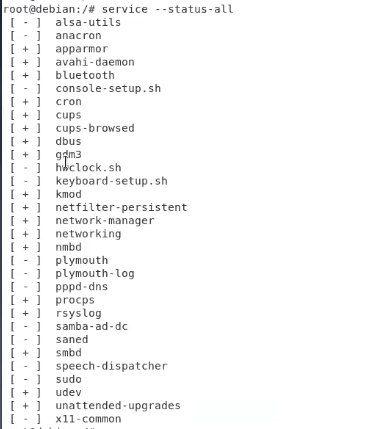 root@debian:/# service --status-all
[ - ] alsa-utils
[ - ] anacron
[ + ] apparmor
[ + ] avahi-daemon
[ + ] bluetooth
[ - ] console-setup.sh
[ + ] cron
[ + ] cups
[ + ] cups-browsed
[ + ] dbus
[ + ] gdm3
[ - ] hwclock.sh
[ - ] keyboard-setup.sh
[ + ] kmod
[ + ] netfilter-persistent
[ + ] network-manager
[ + ] networking
[ + ] nmbd
[ - ] plymouth
[ - ] plymouth-log
[ - ] pppd-dns
[ + ] procps
[ + ] rsyslog
[ - ] samba-ad-dc
[ - ] saned
[ + ] smbd
[ - ] speech-dispatcher
[ - ] sudo
[ + ] udev
[ + ] unattended-upgrades
[ - ] x11-common